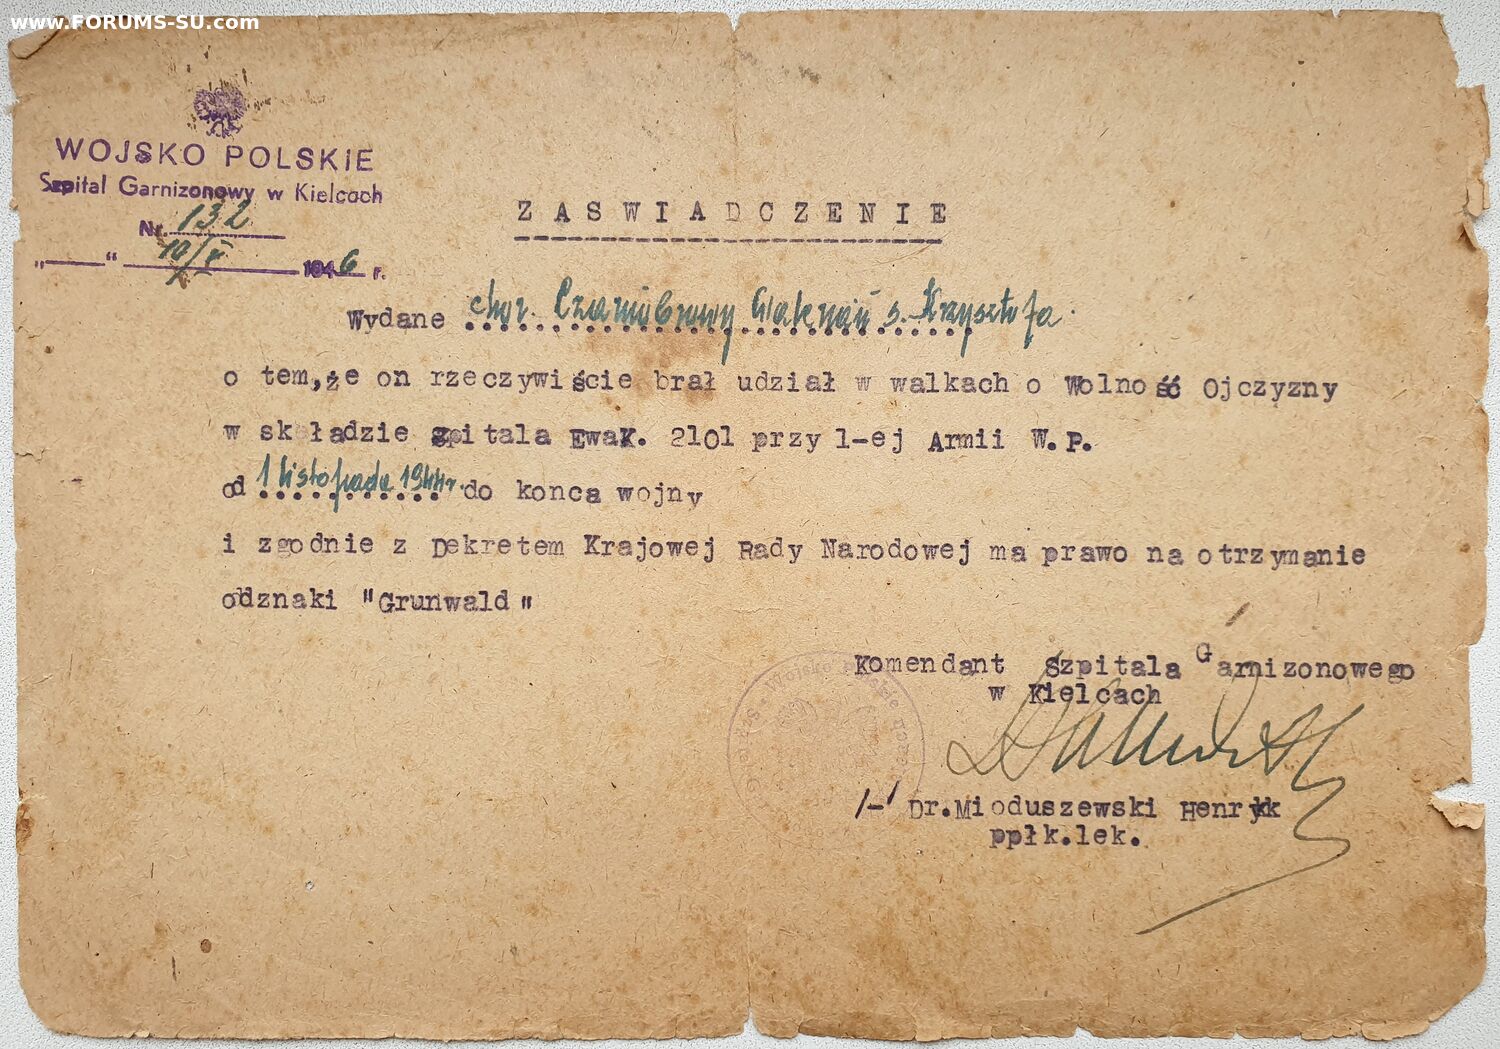 www.FORUMS-SU.com
WOJSKO POLSKIE
Szpital Garnizonowy w Kielcach
Nr. 132
„ “ 10/V 1946 r.
ZASWIADCZENIE
Wydane chor. s. Krzysztofa.
o tem, że on rzeczywiście brał udział w walkach o Wolność Ojczyzny
w składzie szpitala Ewak. 2101 przy 1-ej Armii W.P.
od 1 listopada 1944r. do konca wojny
i zgodnie z Dekretem Krajowej Rady Narodowej ma prawo na otrzymanie
odznaki "Grunwald"
Komendant Szpitala Garnizonowego
w Kielcach
/-/ Dr. Mioduszewski Henryk
ppłk.lek.